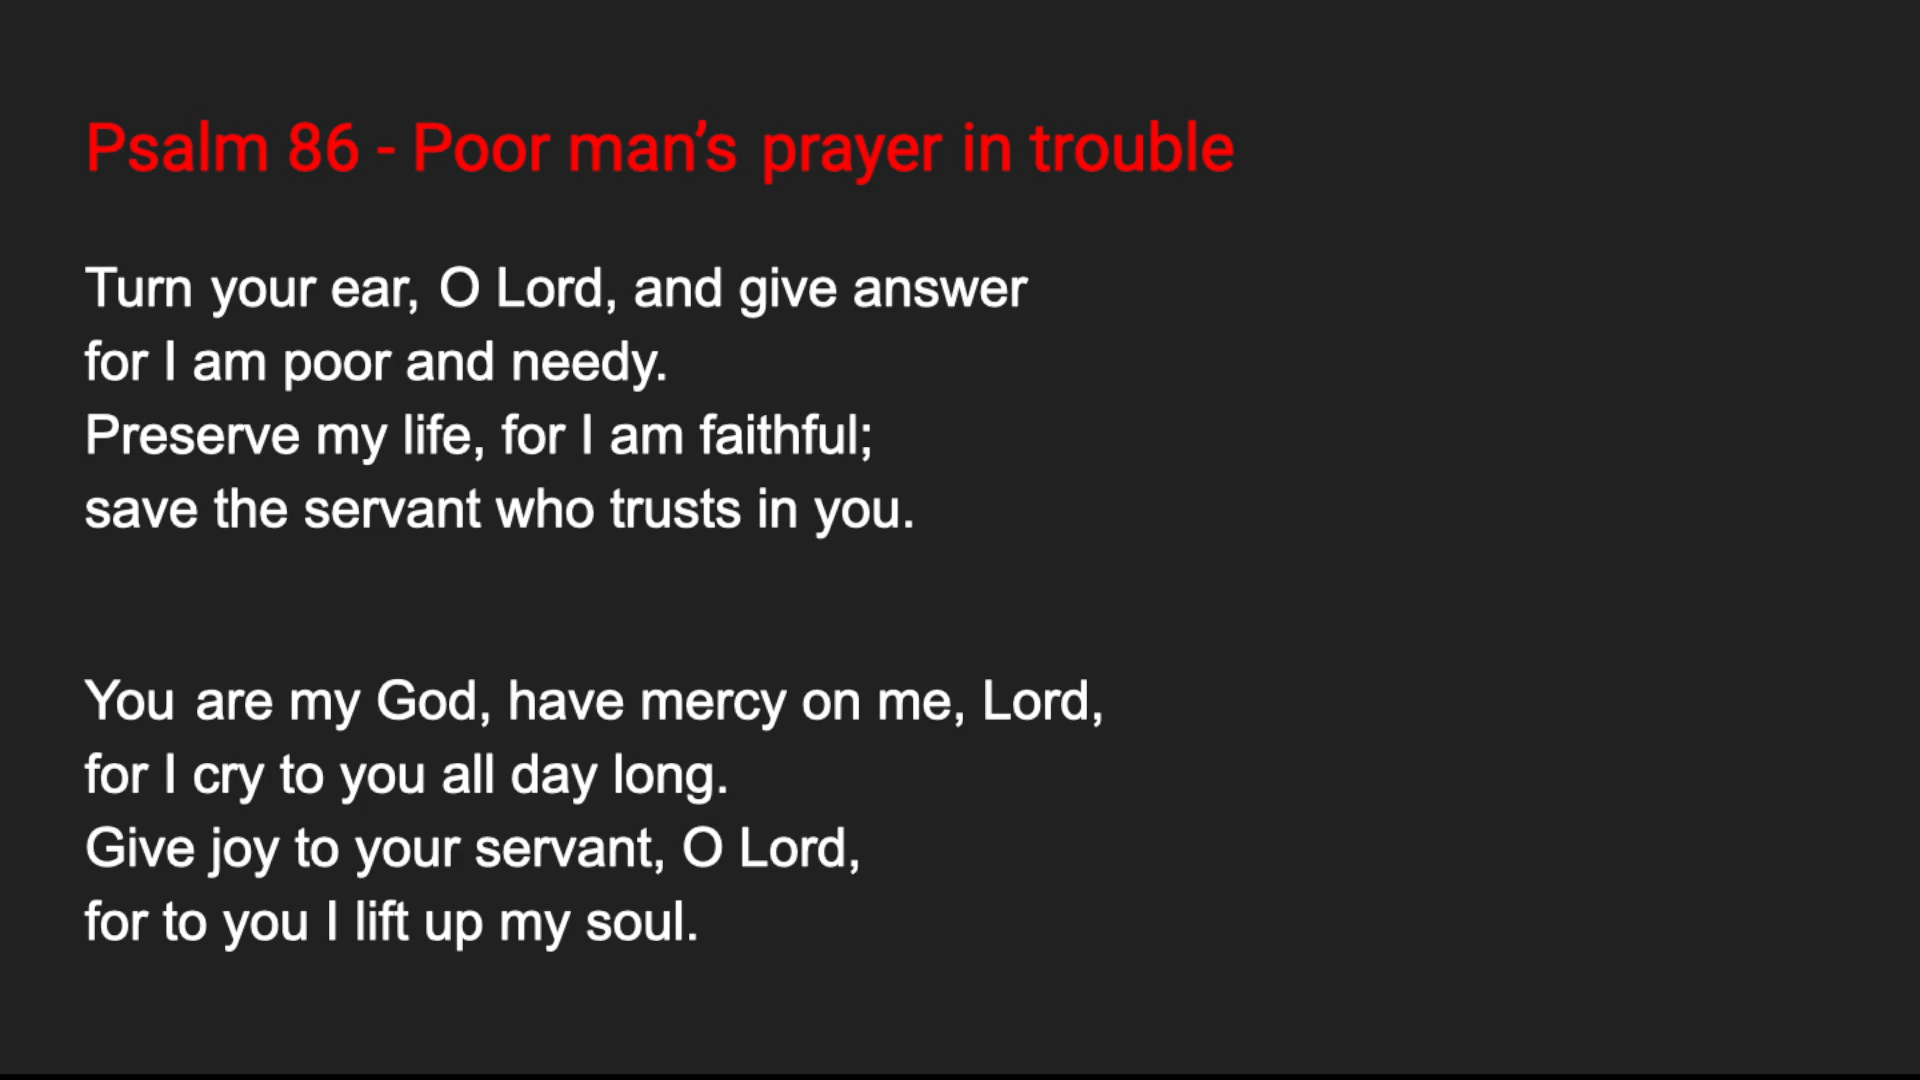 Psalm 86 - Poor man’s prayer in trouble
Turn your ear, O Lord, and give answer
for I am poor and needy.
Preserve my life, for I am faithful;
save the servant who trusts in you.
You are my God, have mercy on me, Lord,
for I cry to you all day long.
Give joy to your servant, O Lord,
for to you I lift up my soul.